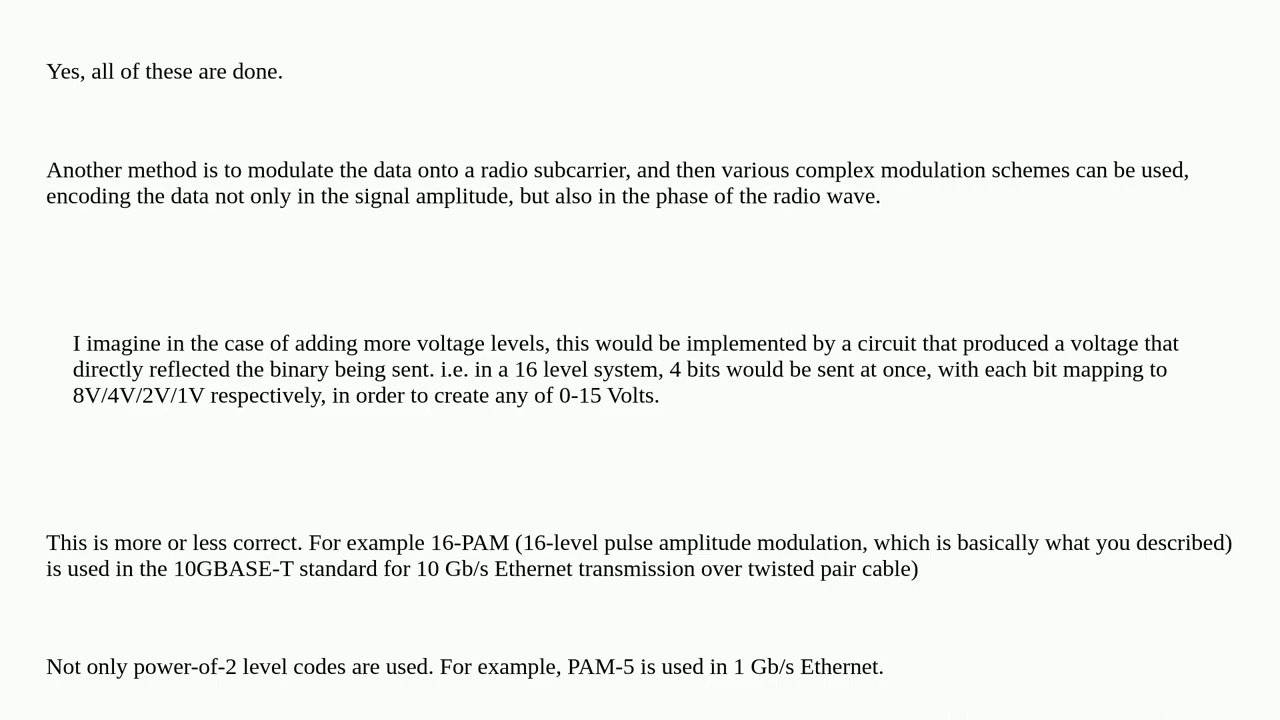 Yes, all of these are done.
Another method is to modulate the data onto a radio subcarrier, and then various complex modulation schemes can be used,
encoding the data not only in the signal amplitude, but also in the phase of the radio wave.
I imagine in the case of adding more voltage levels, this would be implemented by a circuit that produced a voltage that
directly reflected the binary being sent. i.e. in a 16 level system, 4 bits would be sent at once, with each bit mapping to
8V/4V/2V/1V respectively, in order to create any of 0-15 Volts.
This is more or less correct. For example 16-PAM (16-level pulse amplitude modulation, which is basically what you described)
is used in the 10GBASE-T standard for 10 Gb/s Ethernet transmission over twisted pair cable)
Not only power-of-2 level codes are used. For example, PAM-5 is used in 1 Gb/s Ethernet.